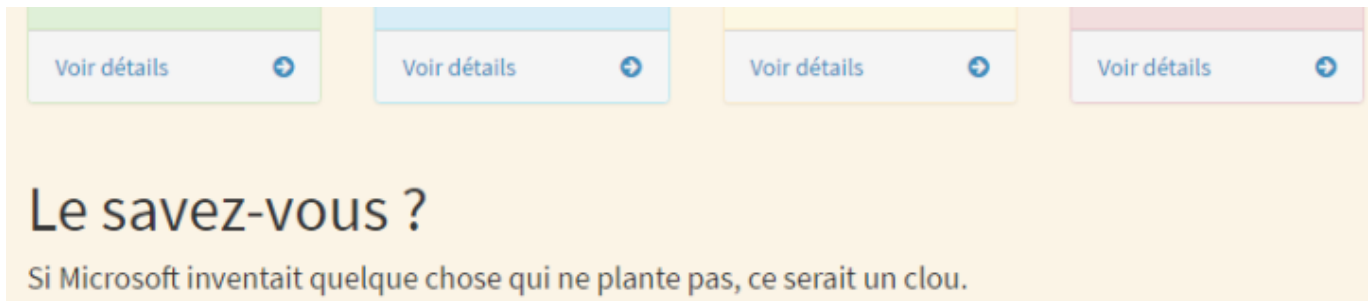 Voir détails Voir détails Voir détails Voir détails
Le savez-vous ?
Si Microsoft inventait quelque chose qui ne plante pas, ce serait un clou.